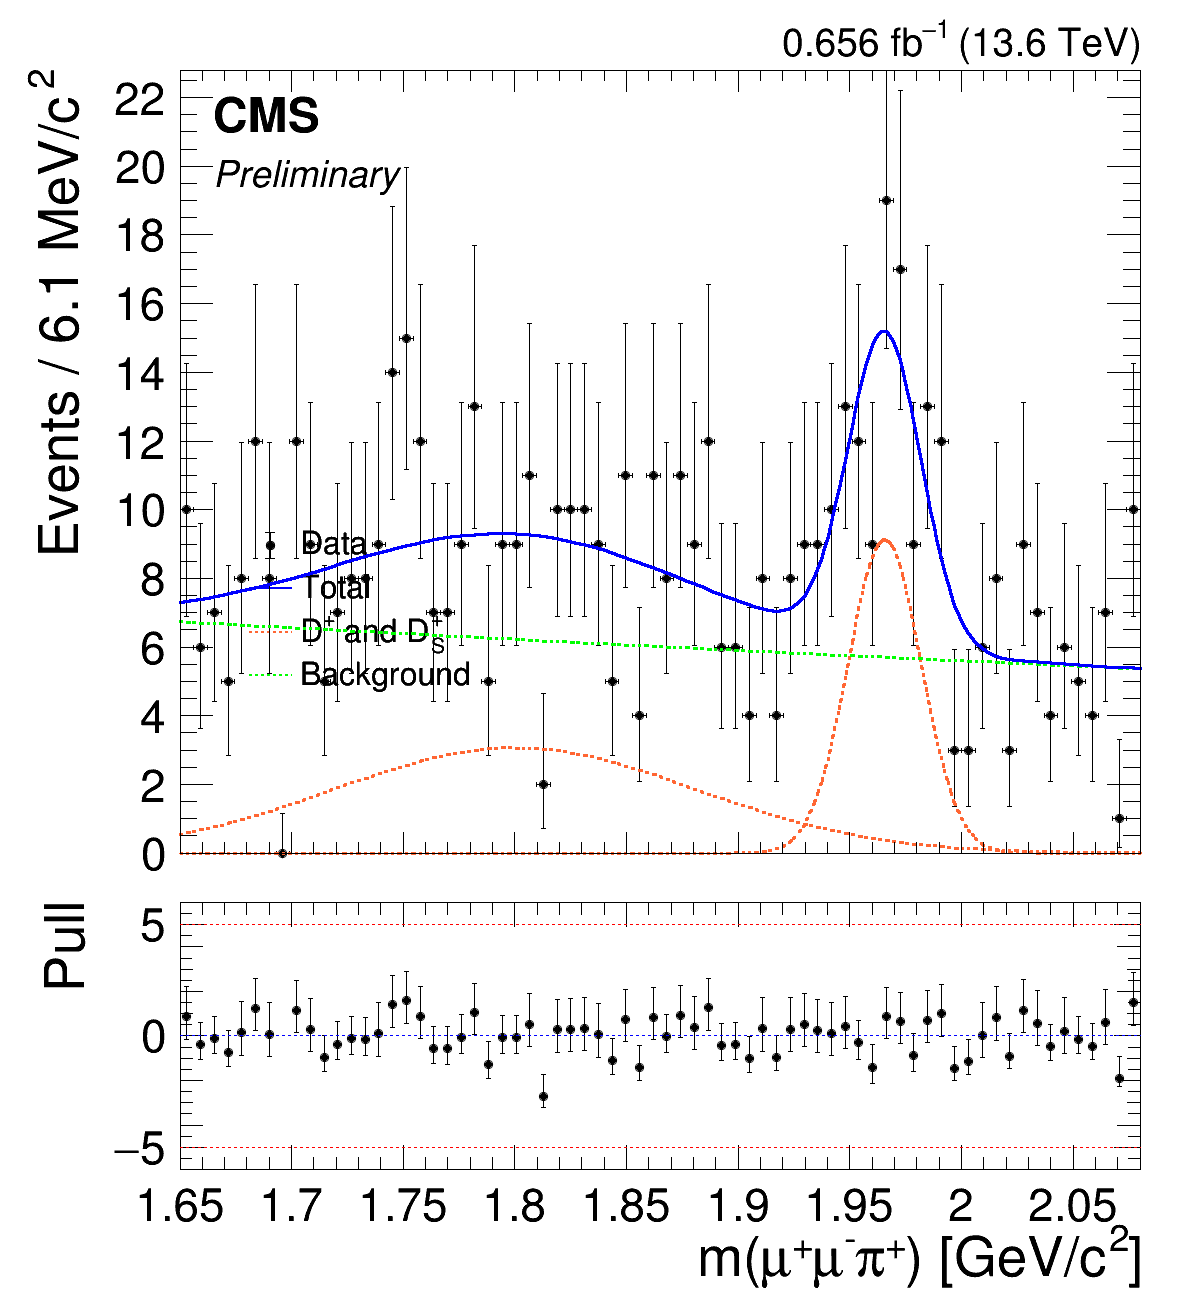 0.656 fb⁻¹ (13.6 TeV)
CMS
Preliminary
Events / 6.1 MeV/c²
22
20
18
16
14
12
10
8
6
4
2
0
Data
Total
D⁺ and D_S⁺
Background
Pull
5
0
−5
1.65 1.7 1.75 1.8 1.85 1.9 1.95 2 2.05
m(μ⁺μ⁻π⁺) [GeV/c²]